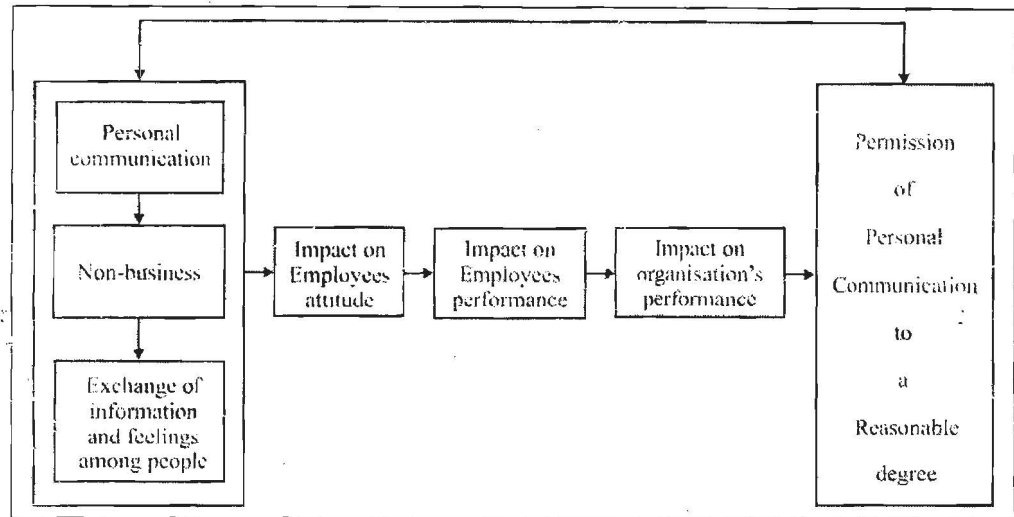 Personal
communication
Non-business
Exchange of
information
and feelings
among people
Impact on
Employees
attitude
Impact on
Employees
performance
Impact on
organisation's
performance
Permission
of
Personal
Communication
to
a
Reasonable
degree